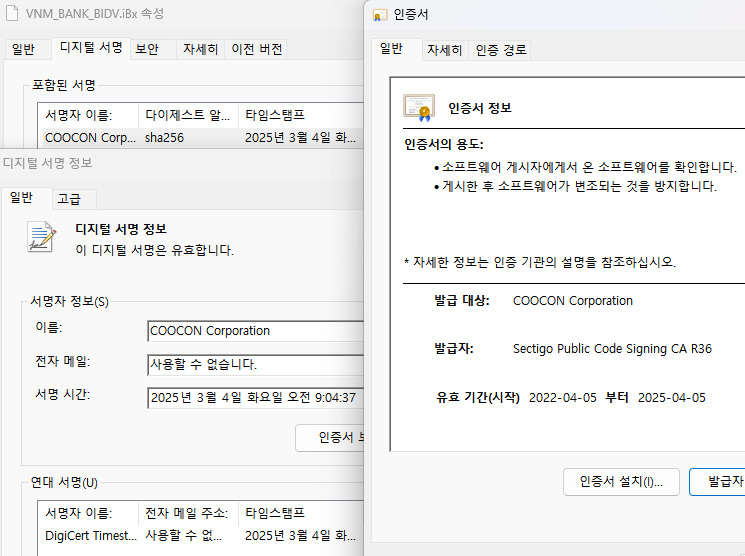 VNM_BANK_BIDV.iBx 속성
일반 디지털 서명 보안 자세히 이전 버전
포함된 서명
서명자 이름: 다이제스트 알... 타임스탬프
COOCON Corp... sha256 2025년 3월 4일 화...
디지털 서명 정보
일반 고급
디지털 서명 정보
이 디지털 서명은 유효합니다.
서명자 정보(S)
이름: COOCON Corporation
전자 메일: 사용할 수 없습니다.
서명 시간: 2025년 3월 4일 화요일 오전 9:04:37
인증서 보
연대 서명(U)
서명자 이름: 전자 메일 주소: 타임스탬프
DigiCert Timest... 사용할 수 없... 2025년 3월 4일 화...
인증서
일반 자세히 인증 경로
인증서 정보
인증서의 용도:
• 소프트웨어 게시자에게서 온 소프트웨어를 확인합니다.
• 게시한 후 소프트웨어가 변조되는 것을 방지합니다.
* 자세한 정보는 인증 기관의 설명을 참조하십시오.
발급 대상: COOCON Corporation
발급자: Sectigo Public Code Signing CA R36
유효 기간(시작) 2022-04-05 부터 2025-04-05
인증서 설치(I)... 발급자